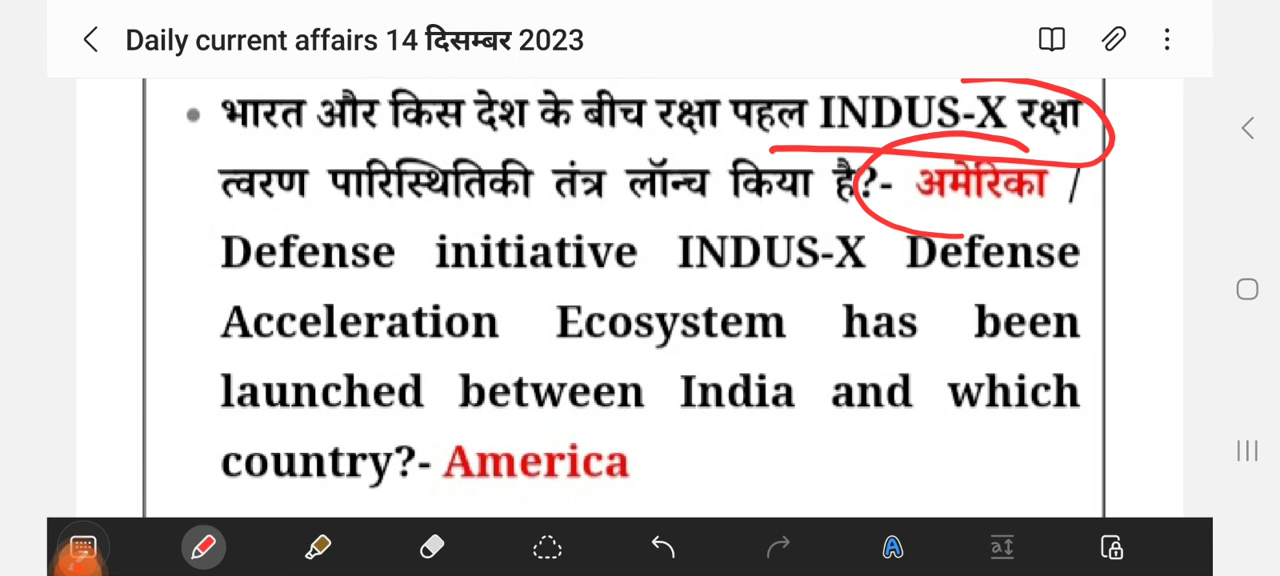 Daily current affairs 14 दिसम्बर 2023
भारत और किस देश के बीच रक्षा पहल INDUS-X रक्षा
त्वरण पारिस्थितिकी तंत्र लॉन्च किया है?- अमेरिका /
Defense initiative INDUS-X Defense
Acceleration Ecosystem has been
launched between India and which
country?- America